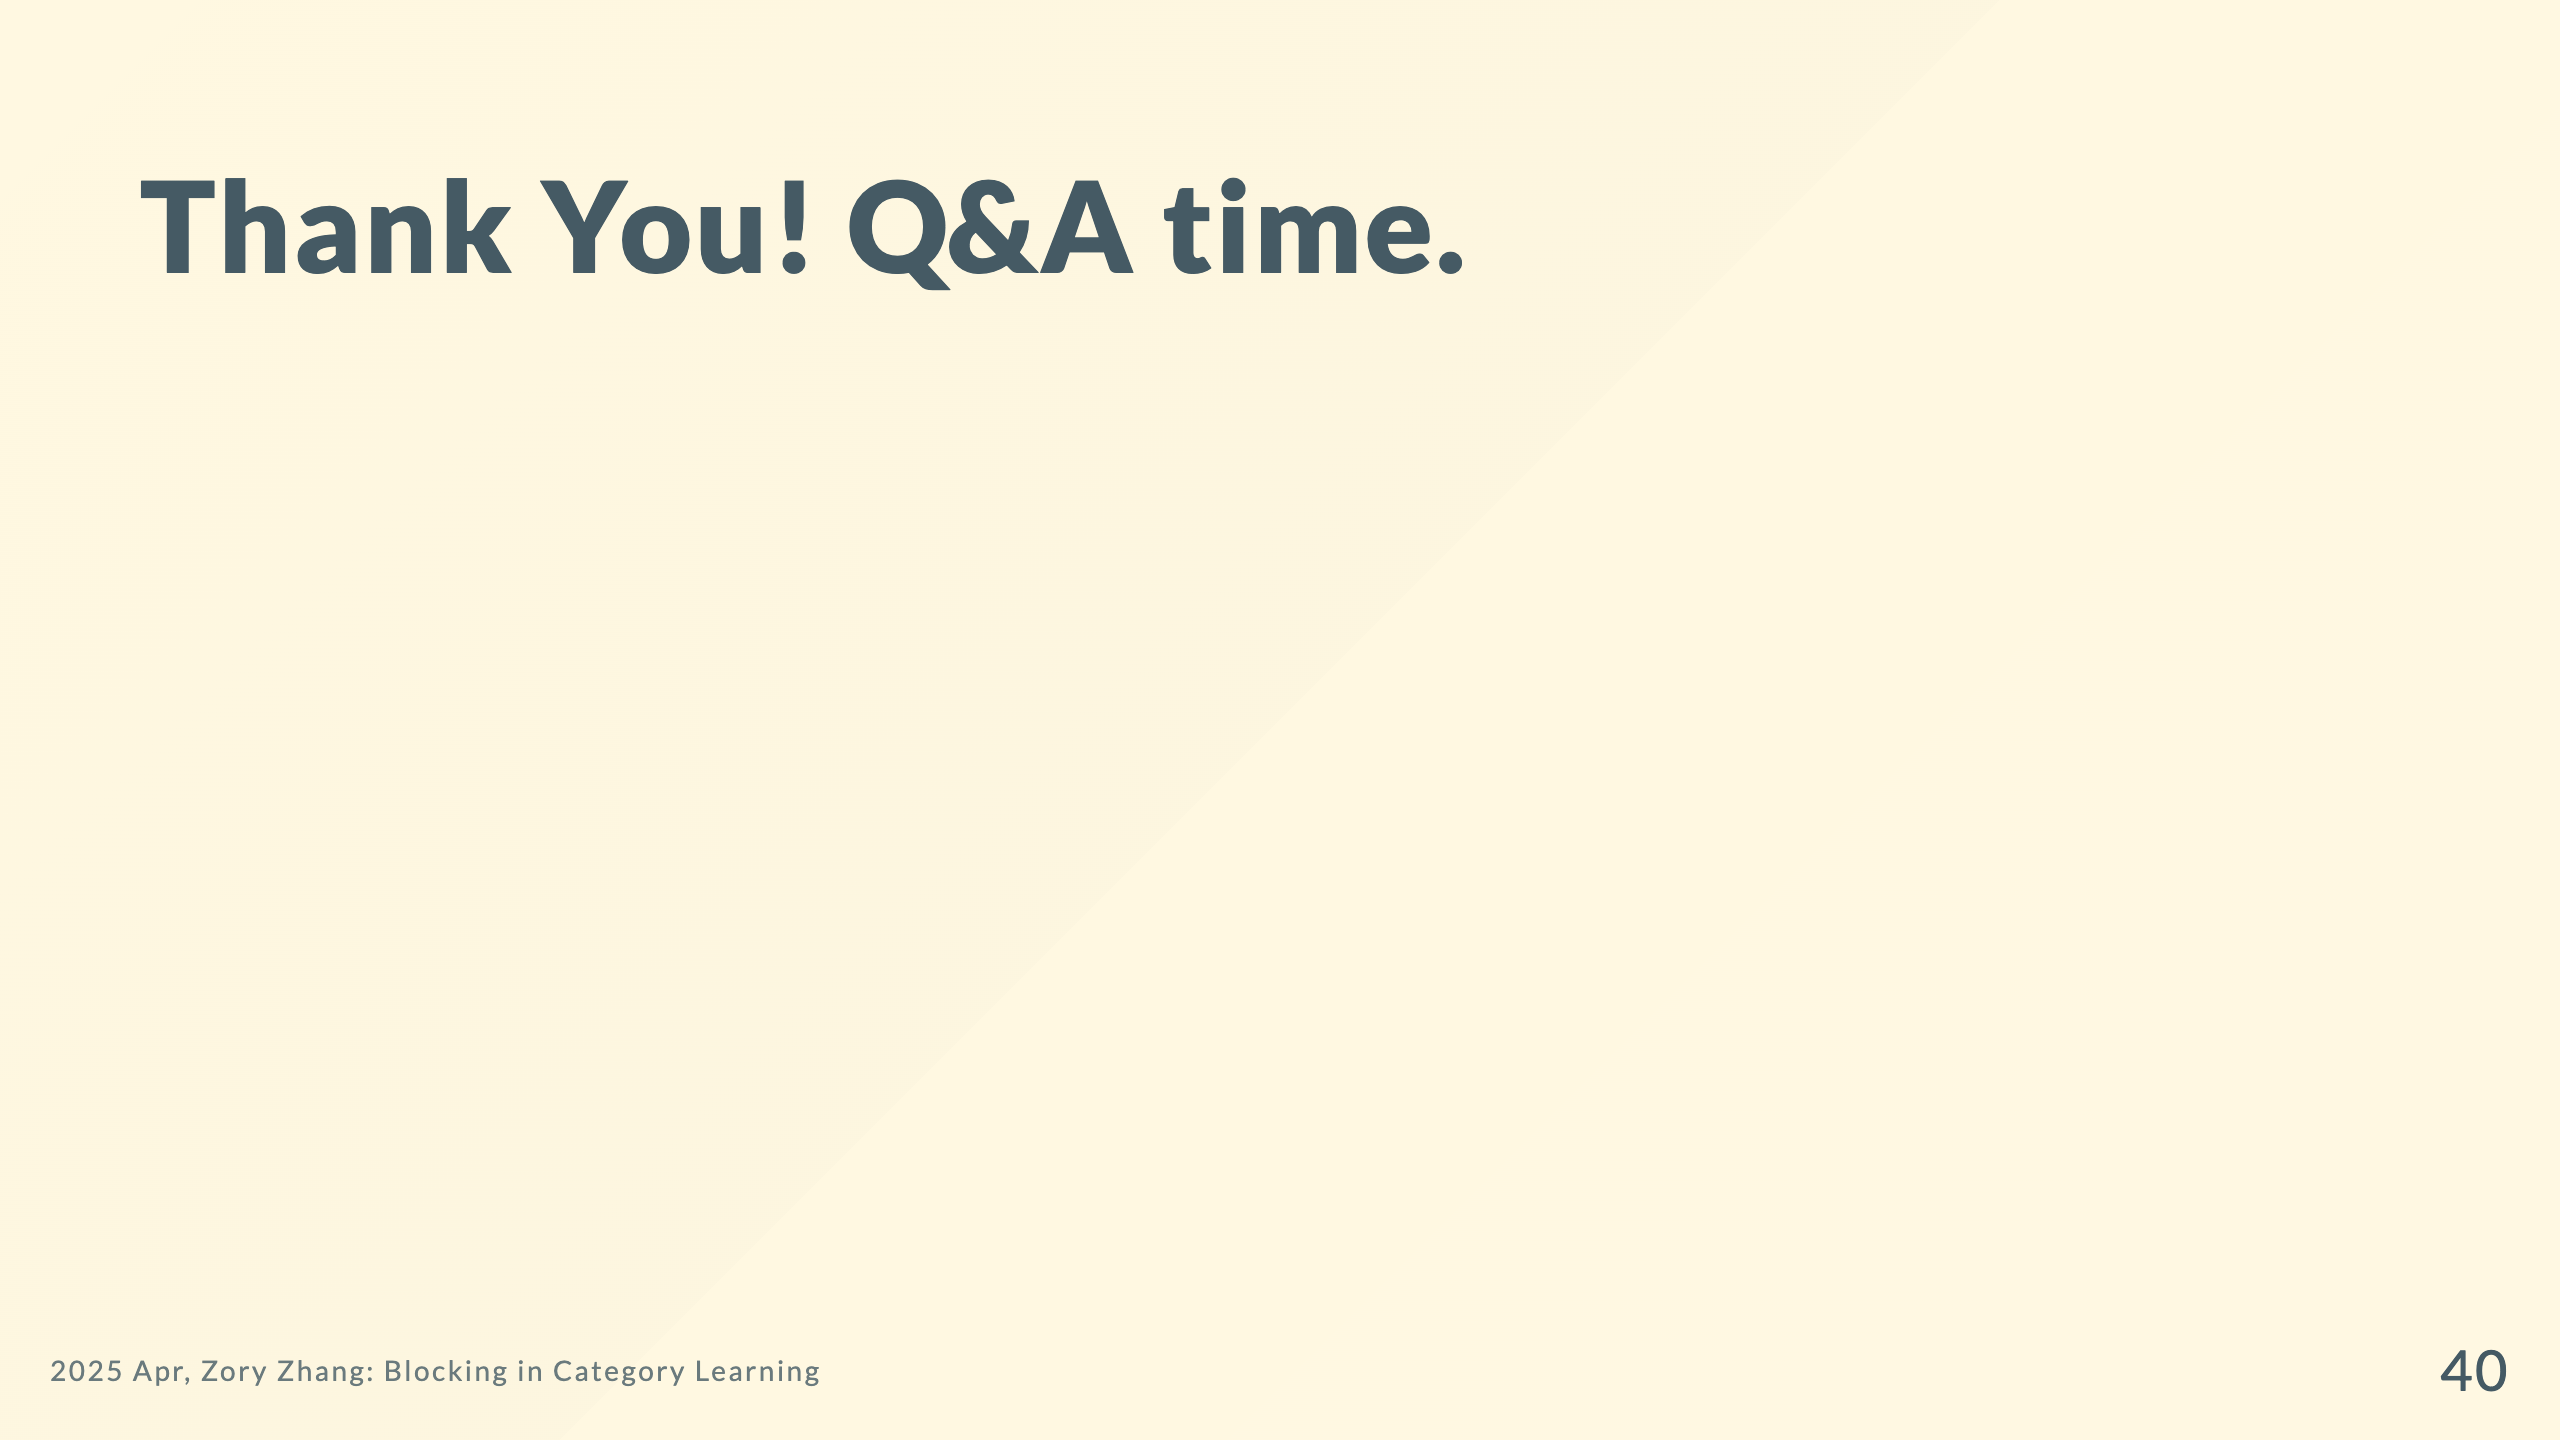 Thank You! Q&A time.
2025 Apr, Zory Zhang: Blocking in Category Learning
40